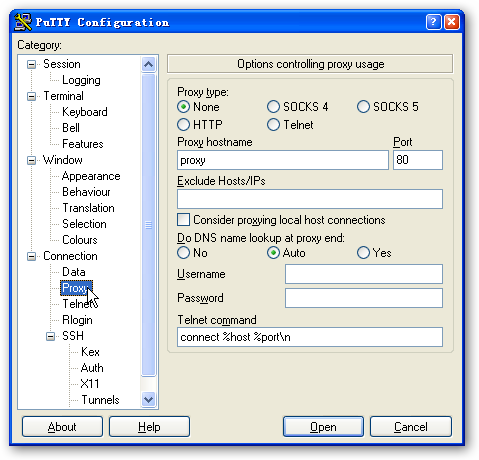 PuTTY Configuration
Category:
Session
Logging
Terminal
Keyboard
Bell
Features
Window
Appearance
Behaviour
Translation
Selection
Colours
Connection
Data
Proxy
Telnet
Rlogin
SSH
Kex
Auth
X11
Tunnels
Options controlling proxy usage
Proxy type:
None SOCKS 4 SOCKS 5
HTTP Telnet
Proxy hostname Port
proxy 80
Exclude Hosts/IPs
Consider proxying local host connections
Do DNS name lookup at proxy end:
No Auto Yes
Username
Password
Telnet command
connect %host %port\n
About Help Open Cancel